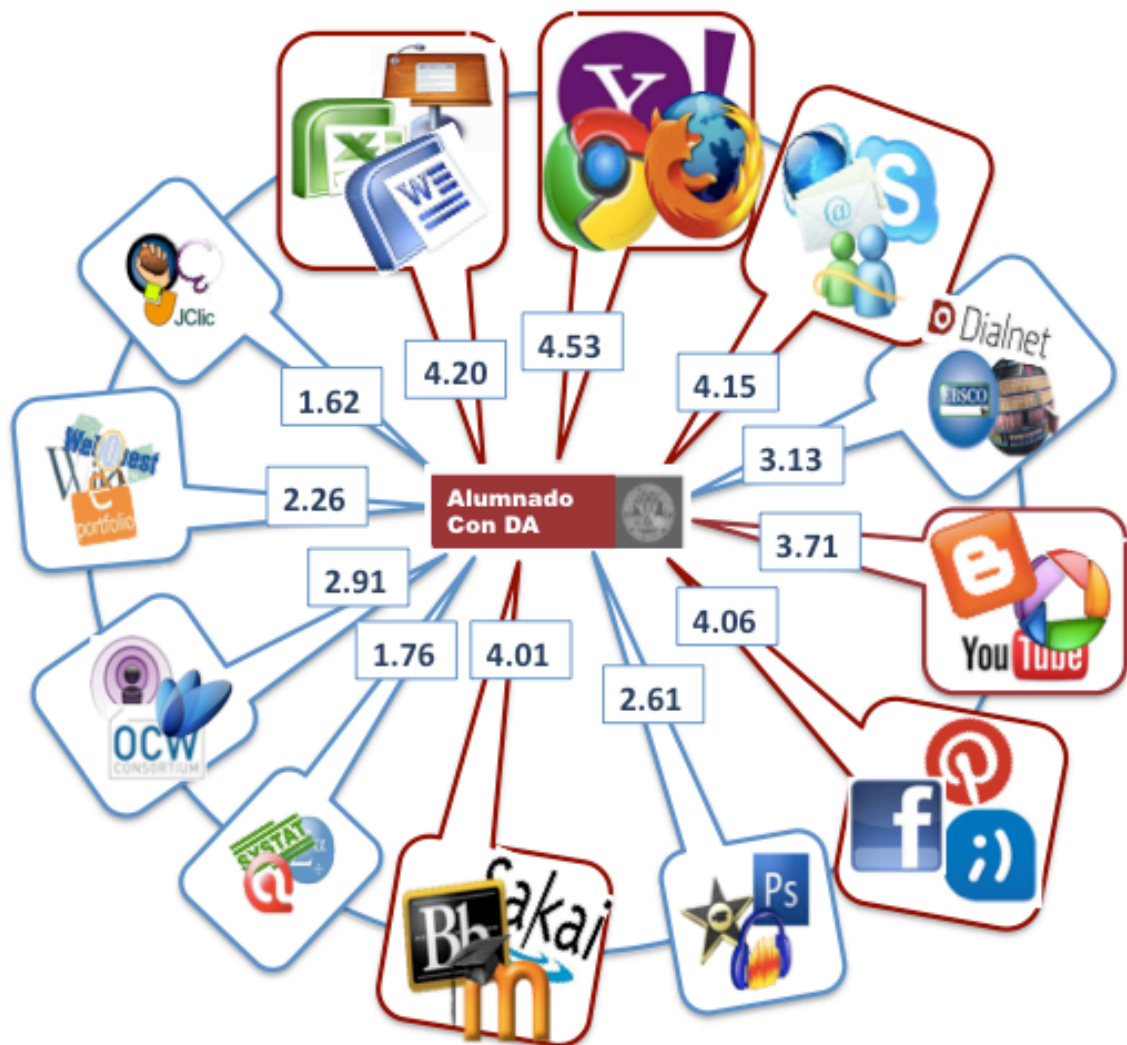 Y!
X
W
S
@
Dialnet
JClic
4.20
4.53
4.15
EBSCO
1.62
3.13
WebQuest
W
e
portfolio
2.26
Alumnado
Con DA
3.71
You Tube
2.91
4.06
1.76
4.01
2.61
OCW
CONSORTIUM
f
;)
SYSTAT
@
Σα
÷
Bb
sakai
m
Ps